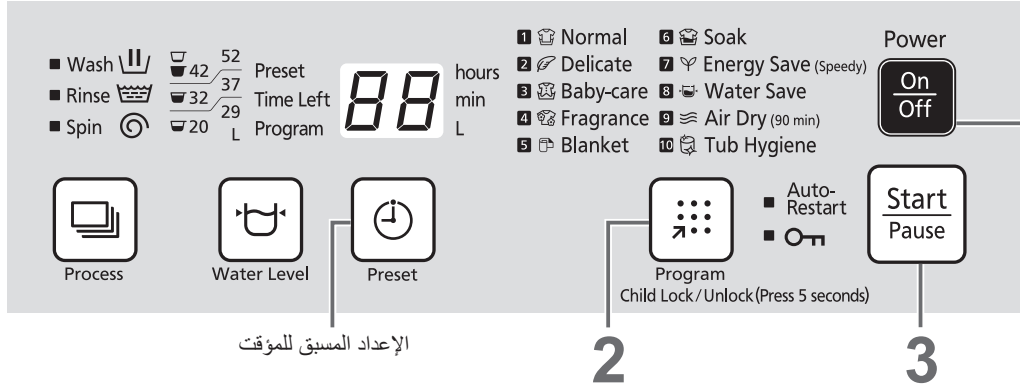 Wash
Rinse
Spin
52
42
37
32
29
20
L
Preset
Time Left
Program
88
hours
min
L
1 Normal
2 Delicate
3 Baby-care
4 Fragrance
5 Blanket
6 Soak
7 Energy Save (Speedy)
8 Water Save
9 Air Dry (90 min)
10 Tub Hygiene
Power
On
Off
Process
Water Level
Preset
Program
Child Lock/Unlock (Press 5 seconds)
Auto-
Restart
Start
Pause
الإعداد المسبق للمؤقت
2
3